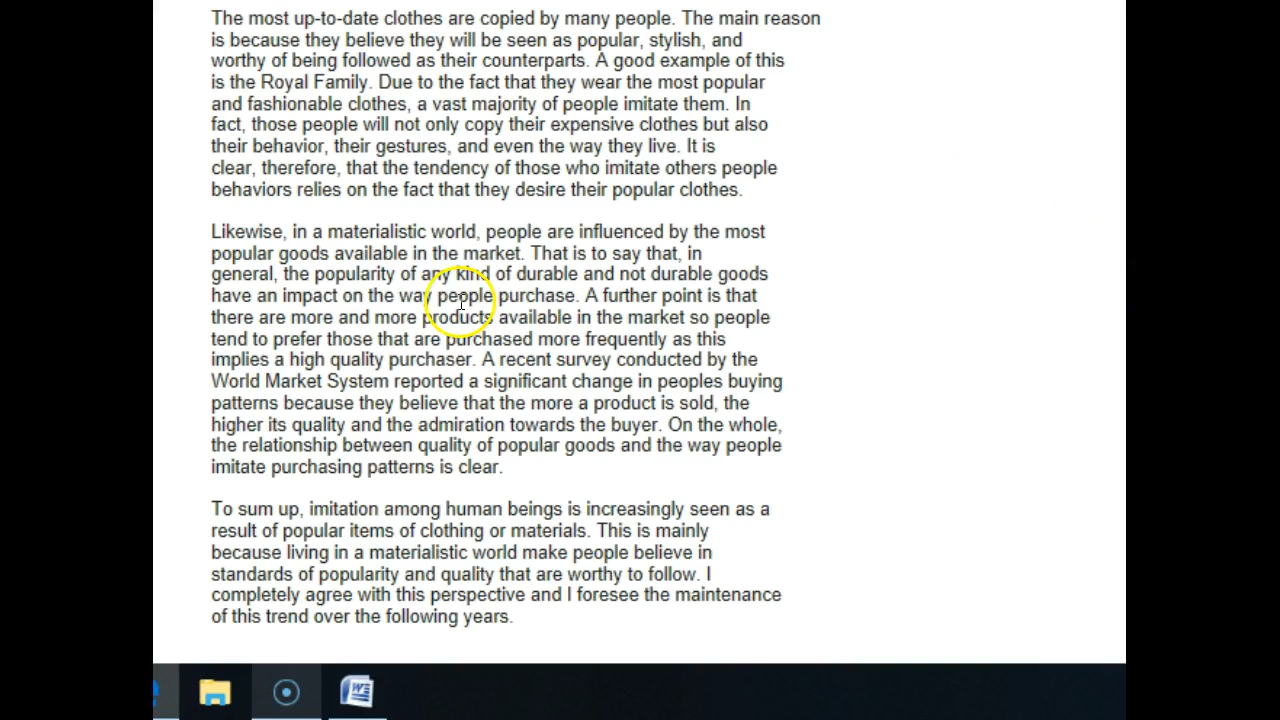 The most up-to-date clothes are copied by many people. The main reason
is because they believe they will be seen as popular, stylish, and
worthy of being followed as their counterparts. A good example of this
is the Royal Family. Due to the fact that they wear the most popular
and fashionable clothes, a vast majority of people imitate them. In
fact, those people will not only copy their expensive clothes but also
their behavior, their gestures, and even the way they live. It is
clear, therefore, that the tendency of those who imitate others people
behaviors relies on the fact that they desire their popular clothes.
Likewise, in a materialistic world, people are influenced by the most
popular goods available in the market. That is to say that, in
general, the popularity of any kind of durable and not durable goods
have an impact on the way people purchase. A further point is that
there are more and more products available in the market so people
tend to prefer those that are purchased more frequently as this
implies a high quality purchaser. A recent survey conducted by the
World Market System reported a significant change in peoples buying
patterns because they believe that the more a product is sold, the
higher its quality and the admiration towards the buyer. On the whole,
the relationship between quality of popular goods and the way people
imitate purchasing patterns is clear.
To sum up, imitation among human beings is increasingly seen as a
result of popular items of clothing or materials. This is mainly
because living in a materialistic world make people believe in
standards of popularity and quality that are worthy to follow. I
completely agree with this perspective and I foresee the maintenance
of this trend over the following years.